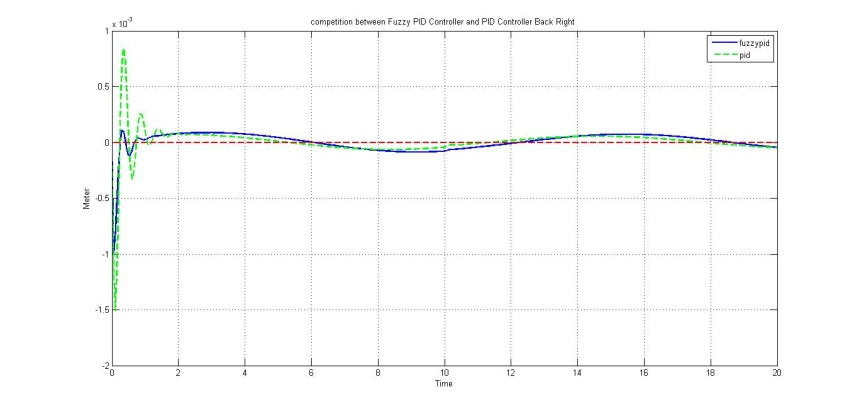 competition between Fuzzy PID Controller and PID Controller Back Right
x 10^-3
1
0.5
0
-0.5
-1
-1.5
-2
Meter
fuzzypid
pid
0 2 4 6 8 10 12 14 16 18 20
Time